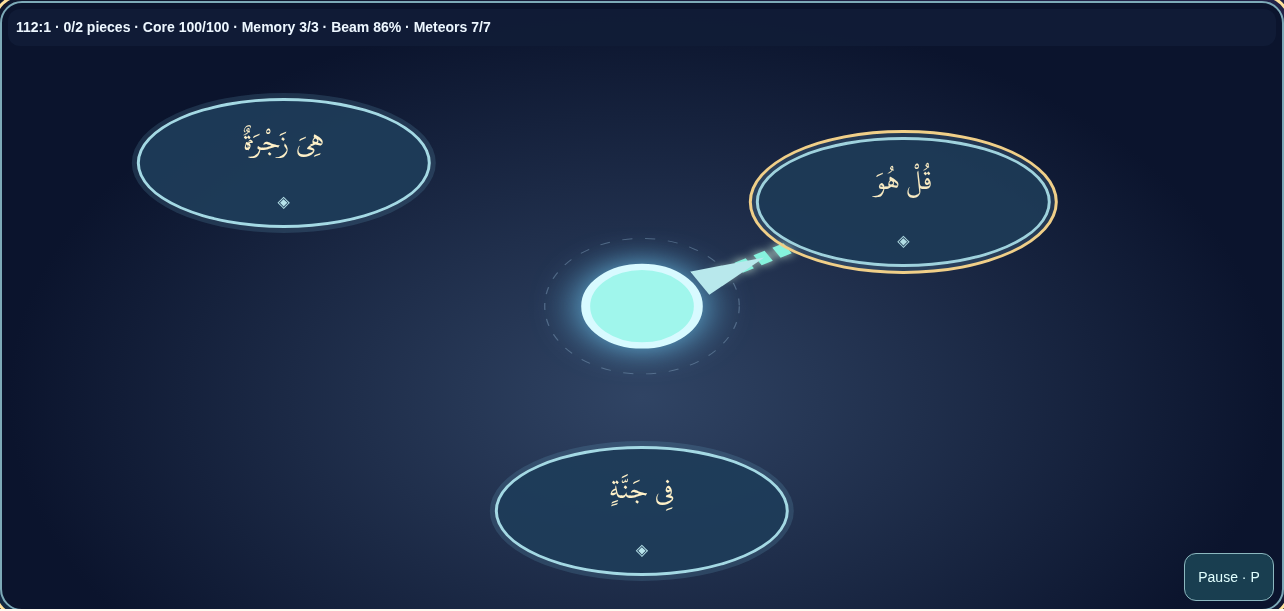 112:1 · 0/2 pieces · Core 100/100 · Memory 3/3 · Beam 86% · Meteors 7/7
هِىَ زَجْرَةٌ
قُلْ هُوَ
فِى جَنَّةٍ
Pause · P